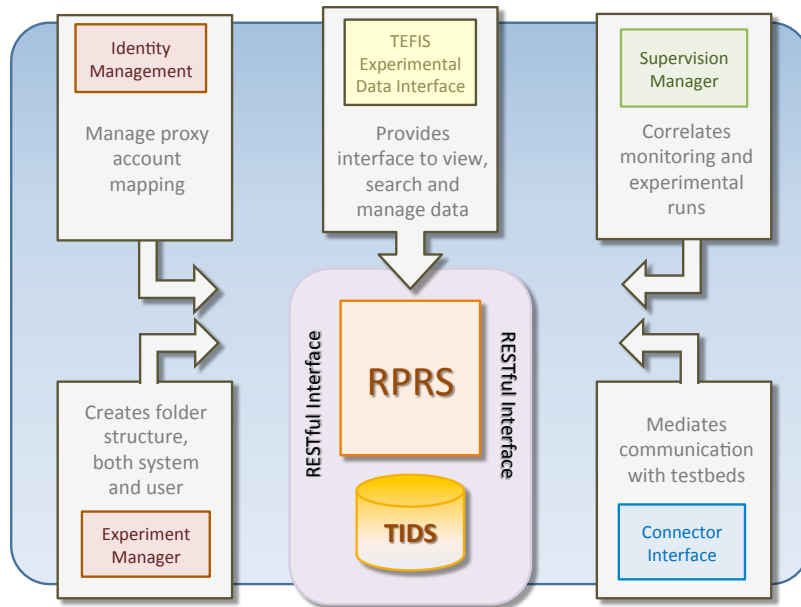 Identity
Management
Manage proxy
account
mapping
TEFIS
Experimental
Data Interface
Provides
interface to view,
search and
manage data
Supervision
Manager
Correlates
monitoring and
experimental
runs
RESTful Interface
RPRS
RESTful Interface
TIDS
Creates folder
structure,
both system
and user
Experiment
Manager
Mediates
communication
with testbeds
Connector
Interface